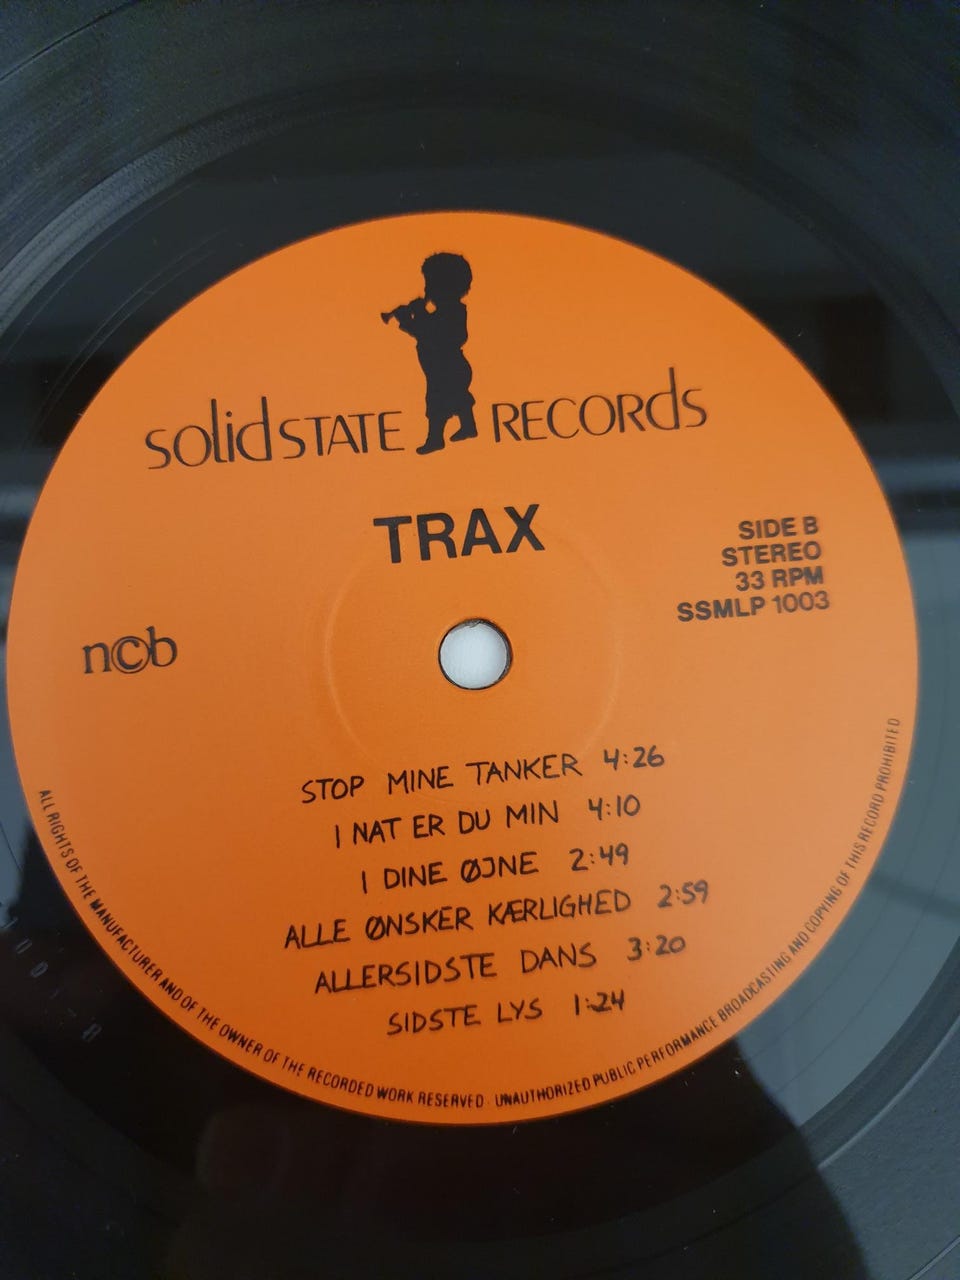 solid STATE RECORds
TRAX
SIDE B
STEREO
33 RPM
SSMLP 1003
n©b
STOP MINE TANKER 4:26
I NAT ER DU MIN 4:10
I DINE ØJNE 2:49
ALLE ØNSKER KÆRLIGHED 2:59
ALLERSIDSTE DANS 3:20
SIDSTE LYS 1:24
ALL RIGHTS OF THE MANUFACTURER AND OF THE OWNER OF THE RECORDED WORK RESERVED · UNAUTHORIZED PUBLIC PERFORMANCE BROADCASTING AND COPYING OF THIS RECORD PROHIBITED